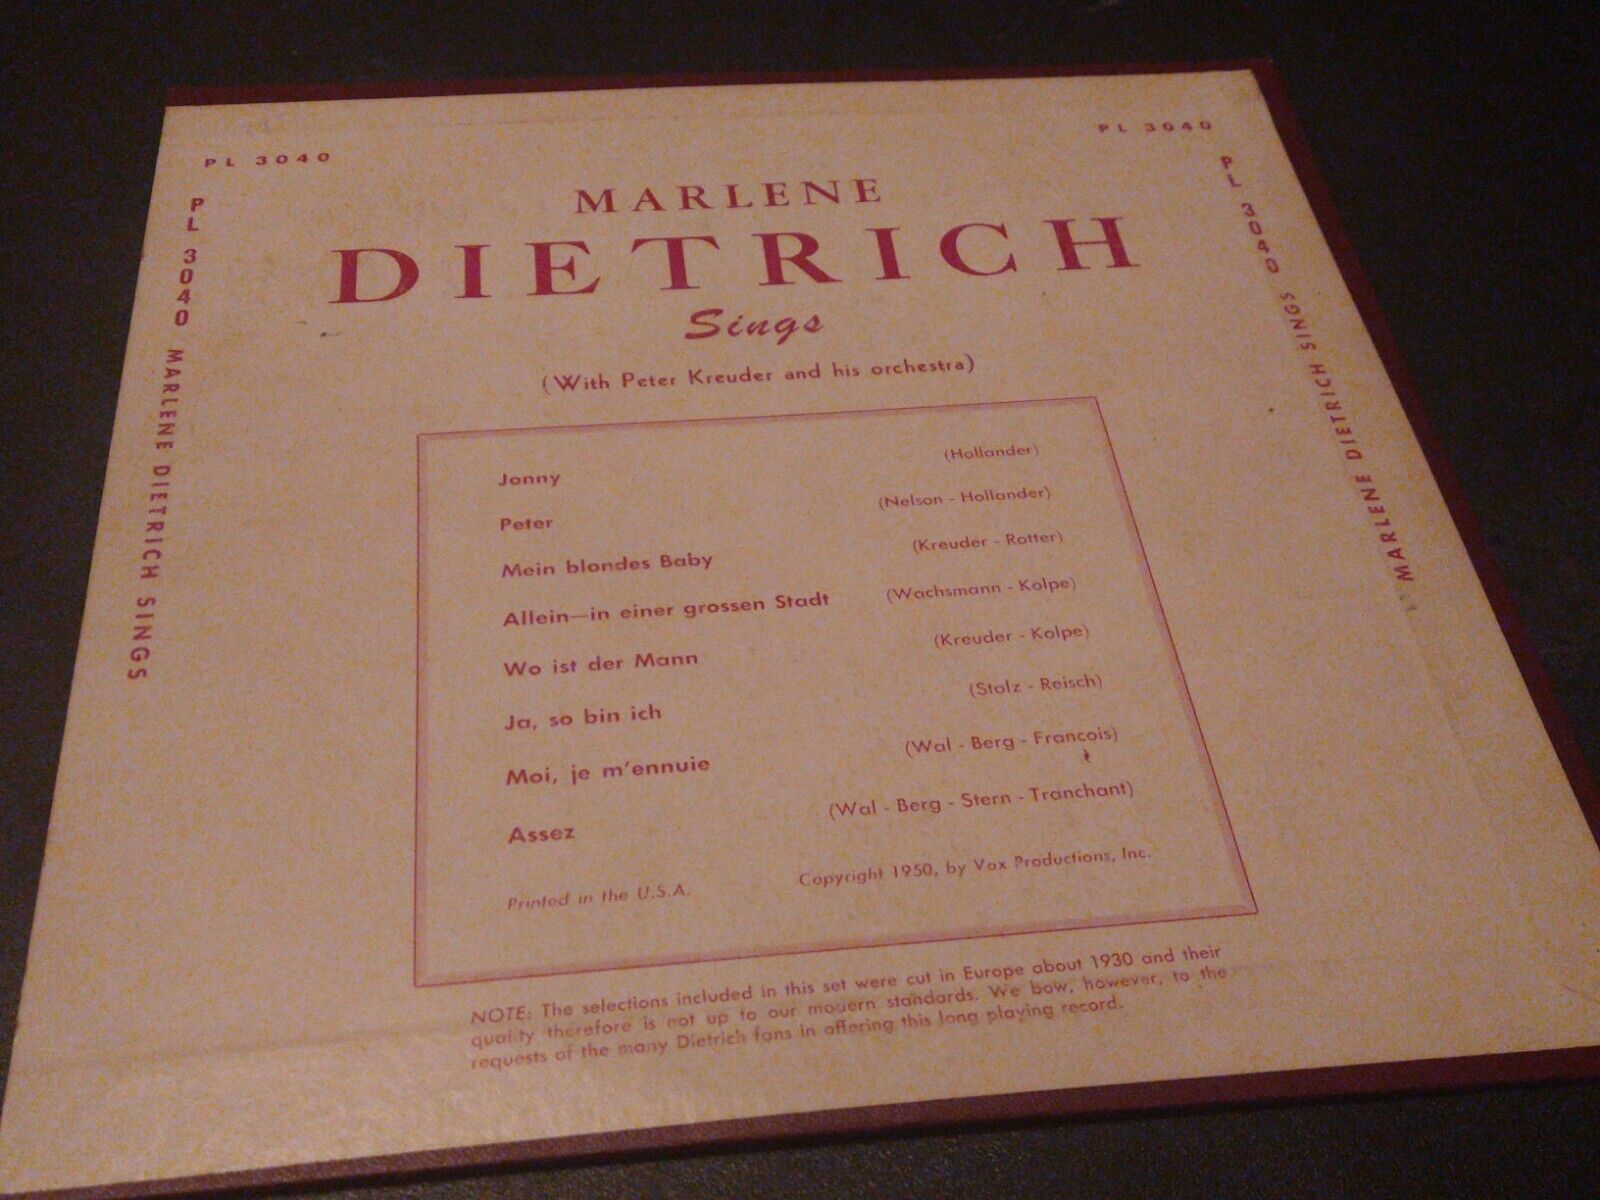 PL 3040
PL 3040
PL 3040 MARLENE DIETRICH SINGS
PL 3040 MARLENE DIETRICH SINGS
MARLENE
DIETRICH
Sings
(With Peter Kreuder and his orchestra)
Jonny (Hollander)
Peter (Nelson - Hollander)
Mein blondes Baby (Kreuder - Rotter)
Allein—in einer grossen Stadt (Wachsmann - Kolpe)
Wo ist der Mann (Kreuder - Kolpe)
Ja, so bin ich (Stolz - Reisch)
Moi, je m'ennuie (Wal - Berg - Francois)
Assez (Wal - Berg - Stern - Tranchant)
Printed in the U.S.A. Copyright 1950, by Vox Productions, Inc.
NOTE: The selections included in this set were cut in Europe about 1930 and their
quality therefore is not up to our modern standards. We bow, however, to the
requests of the many Dietrich fans in offering this long playing record.